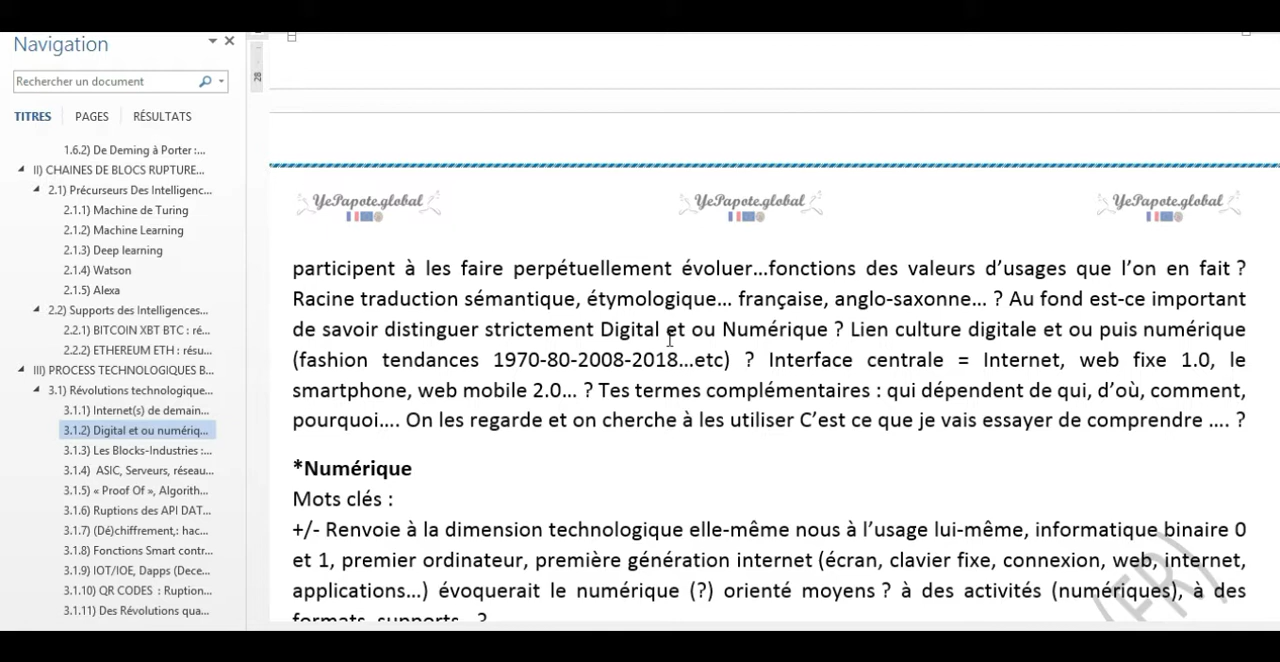 Navigation
Rechercher un document
TITRES PAGES RÉSULTATS
1.6.2) De Deming à Porter :...
II) CHAINES DE BLOCS RUPTURE...
2.1) Précurseurs Des Intelligenc...
2.1.1) Machine de Turing
2.1.2) Machine Learning
2.1.3) Deep learning
2.1.4) Watson
2.1.5) Alexa
2.2) Supports des Intelligences...
2.2.1) BITCOIN XBT BTC : ré...
2.2.2) ETHEREUM ETH : résu...
III) PROCESS TECHNOLOGIQUES B...
3.1) Révolutions technologique...
3.1.1) Internet(s) de demain...
3.1.2) Digital et ou numériq...
3.1.3) Les Blocks-Industries :...
3.1.4) ASIC, Serveurs, réseau...
3.1.5) « Proof Of », Algorith...
3.1.6) Ruptions des API DAT...
3.1.7) (Dé)chiffrement,: hac...
3.1.8) Fonctions Smart contr...
3.1.9) IOT/IOE, Dapps (Dece...
3.1.10) QR CODES : Ruption...
3.1.11) Des Révolutions qua...
28
YePapote.global YePapote.global YePapote.global
participent à les faire perpétuellement évoluer...fonctions des valeurs d'usages que l'on en fait ?
Racine traduction sémantique, étymologique... française, anglo-saxonne... ? Au fond est-ce important
de savoir distinguer strictement Digital et ou Numérique ? Lien culture digitale et ou puis numérique
(fashion tendances 1970-80-2008-2018...etc) ? Interface centrale = Internet, web fixe 1.0, le
smartphone, web mobile 2.0... ? Tes termes complémentaires : qui dépendent de qui, d'où, comment,
pourquoi.... On les regarde et on cherche à les utiliser C'est ce que je vais essayer de comprendre .... ?
*Numérique
Mots clés :
+/- Renvoie à la dimension technologique elle-même nous à l'usage lui-même, informatique binaire 0
et 1, premier ordinateur, première génération internet (écran, clavier fixe, connexion, web, internet,
applications...) évoquerait le numérique (?) orienté moyens ? à des activités (numériques), à des
formats, supports...?
(FR)